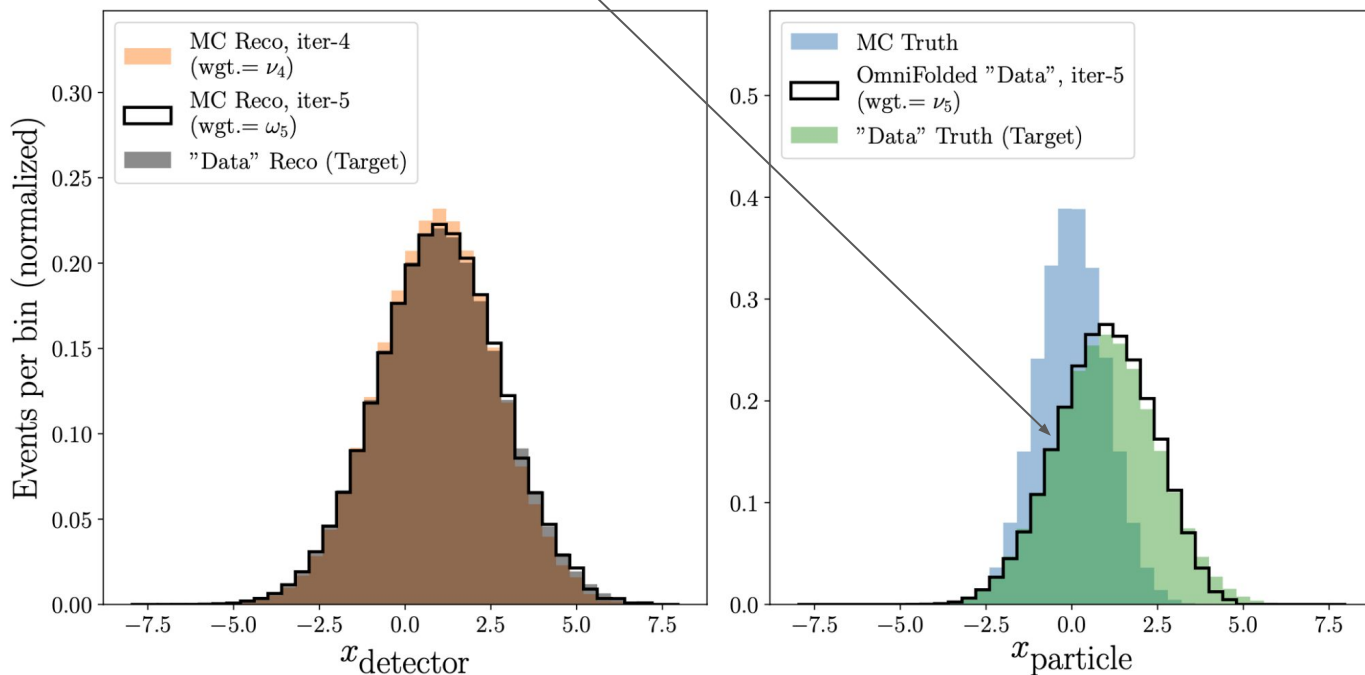 MC Reco, iter-4
(wgt.= ν₄)
MC Reco, iter-5
(wgt.= ω₅)
"Data" Reco (Target)
Events per bin (normalized)
0.30
0.25
0.20
0.15
0.10
0.05
0.00
−7.5 −5.0 −2.5 0.0 2.5 5.0 7.5
x detector
MC Truth
OmniFolded "Data", iter-5
(wgt.= ν₅)
"Data" Truth (Target)
0.5
0.4
0.3
0.2
0.1
0.0
−7.5 −5.0 −2.5 0.0 2.5 5.0 7.5
x particle